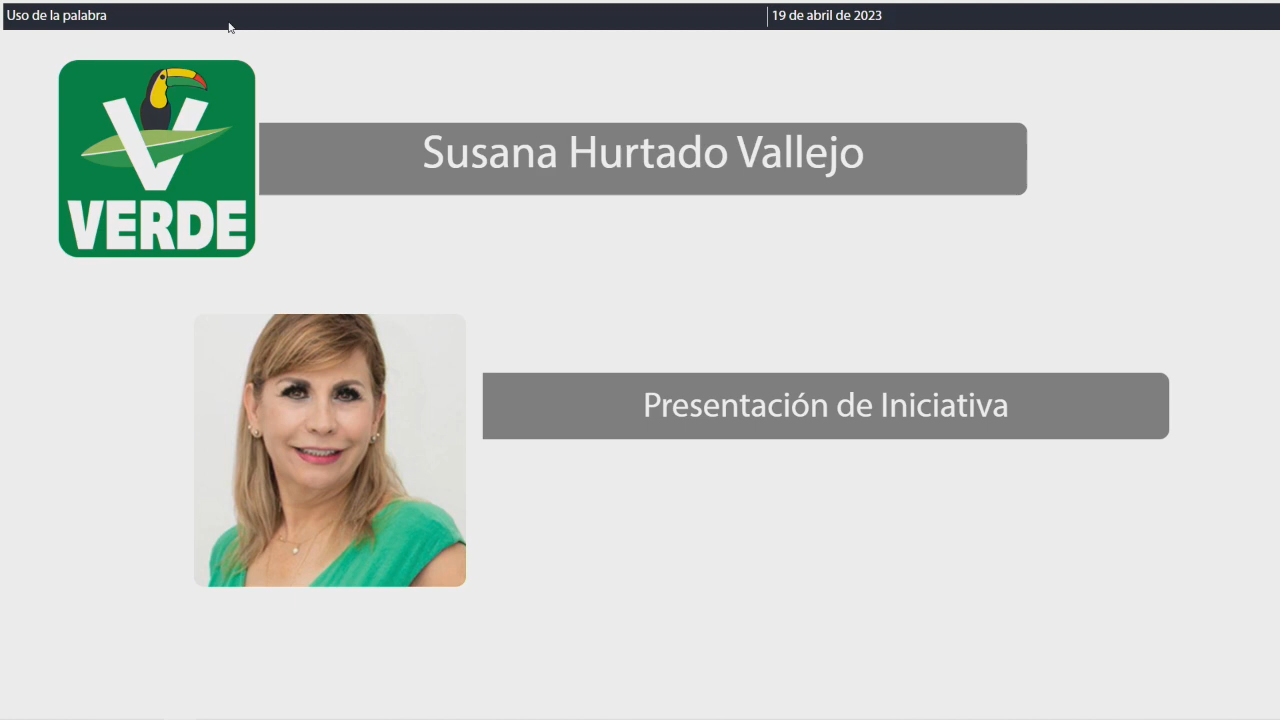 Uso de la palabra
19 de abril de 2023
V
VERDE
Susana Hurtado Vallejo
Presentación de Iniciativa